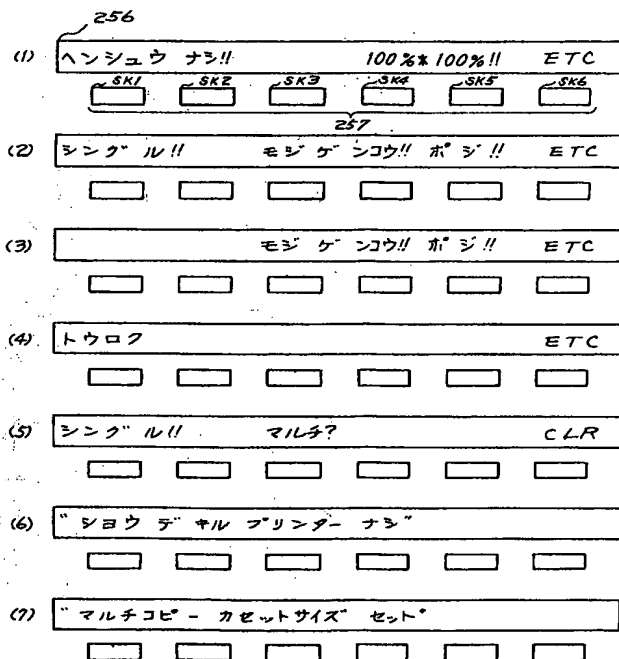 256
(1) ヘンシュウ ナシ!! 100%※100%!! ETC
SK1 SK2 SK3 SK4 SK5 SK6
257
(2) シングル!! モジ ゲンコウ!! ポジ!! ETC
(3) モジ ゲンコウ!! ポジ!! ETC
(4) トウロク ETC
(5) シングル!! マルチ? CLR
(6) "ショウ デキル プリンター ナシ"
(7) "マルチコピー カセットサイズ セット"